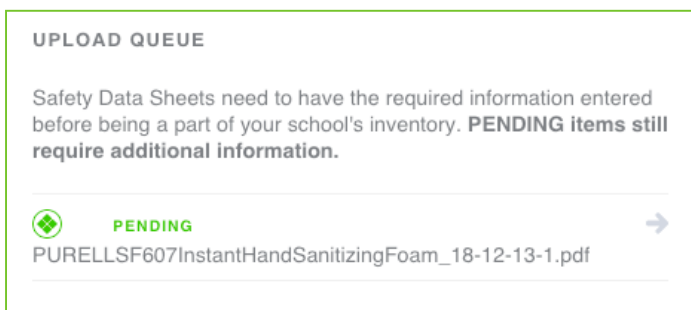 UPLOAD QUEUE
Safety Data Sheets need to have the required information entered
before being a part of your school's inventory. PENDING items still
require additional information.
PENDING
PURELLSF607InstantHandSanitizingFoam_18-12-13-1.pdf